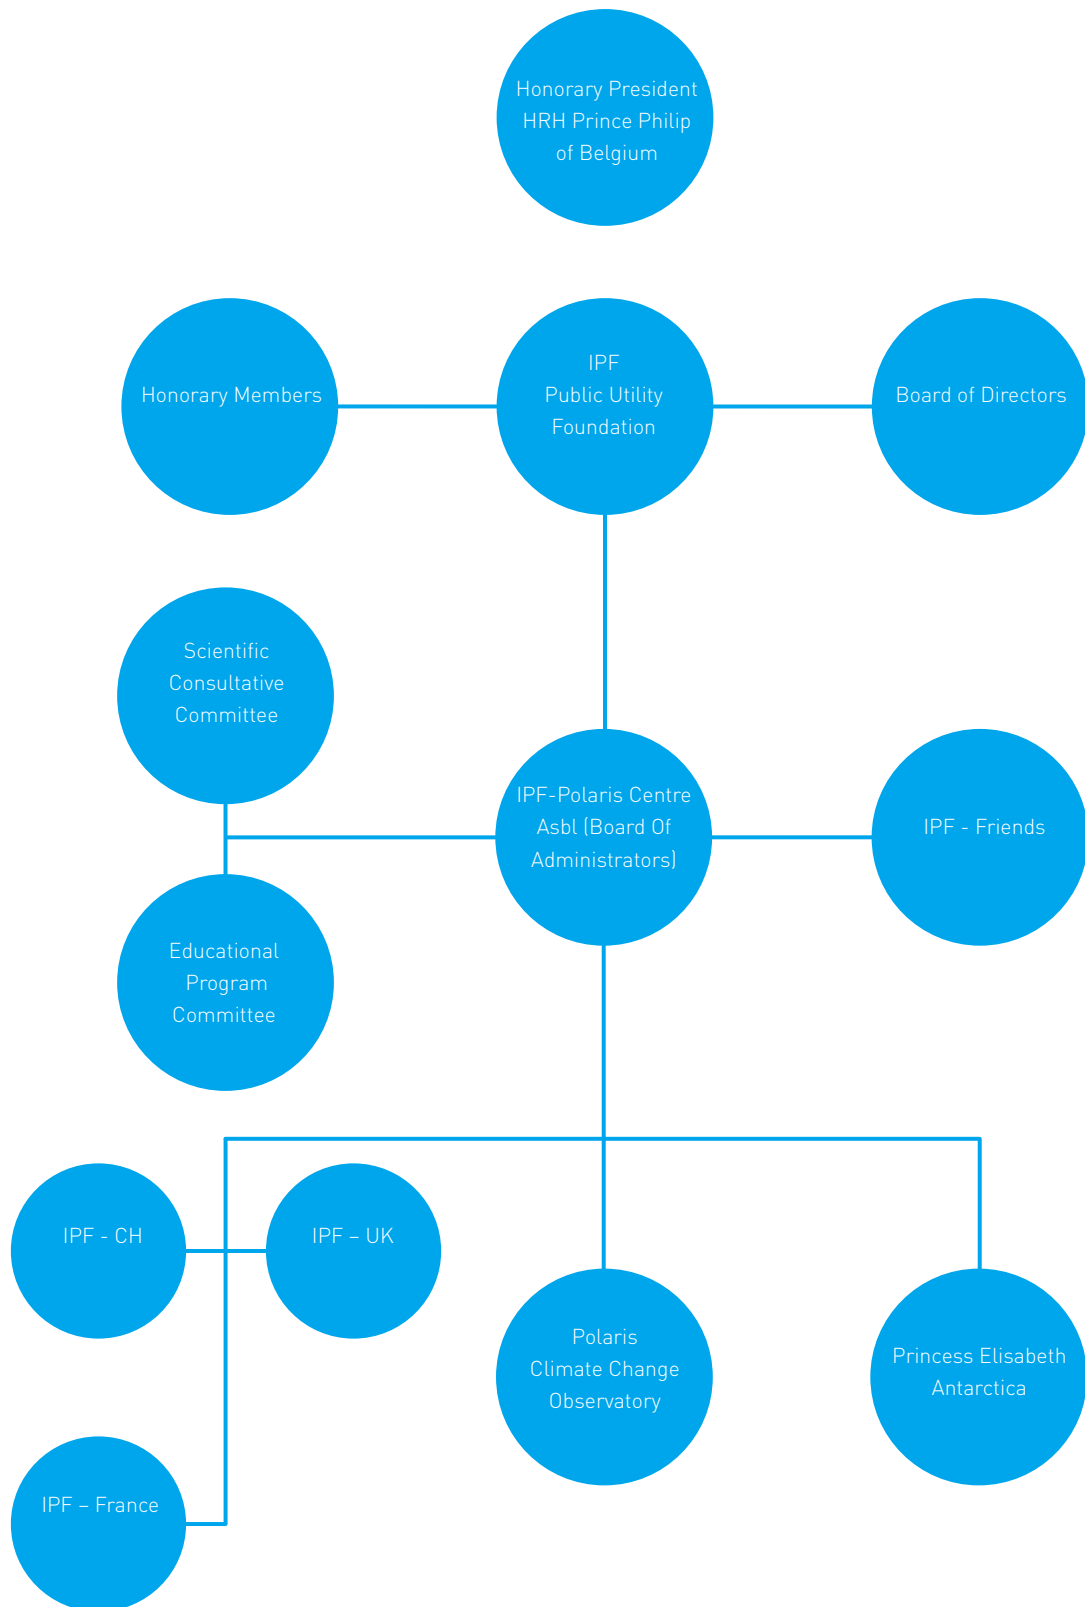 Honorary President
HRH Prince Philip
of Belgium
Honorary Members
IPF
Public Utility
Foundation
Board of Directors
Scientific
Consultative
Committee
IPF-Polaris Centre
Asbl (Board Of
Administrators)
IPF - Friends
Educational
Program
Committee
IPF - CH
IPF – UK
Polaris
Climate Change
Observatory
Princess Elisabeth
Antarctica
IPF – France